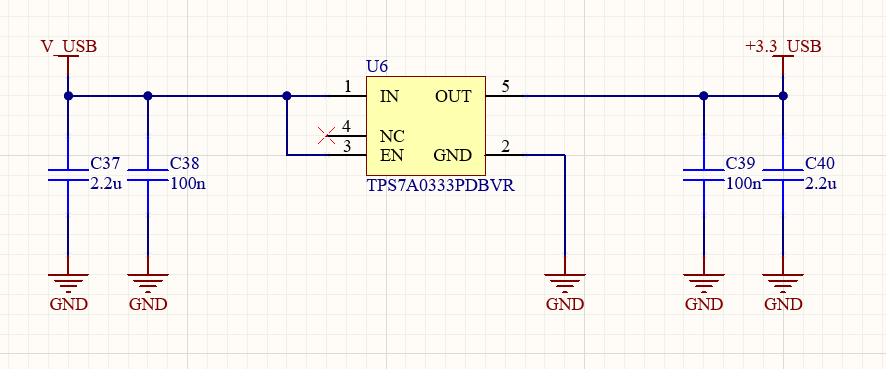 V_USB
+3.3_USB
U6
1
IN
OUT
5
4
NC
3
EN
GND
2
TPS7A0333PDBVR
C37
2.2u
C38
100n
C39
100n
C40
2.2u
GND
GND
GND
GND
GND